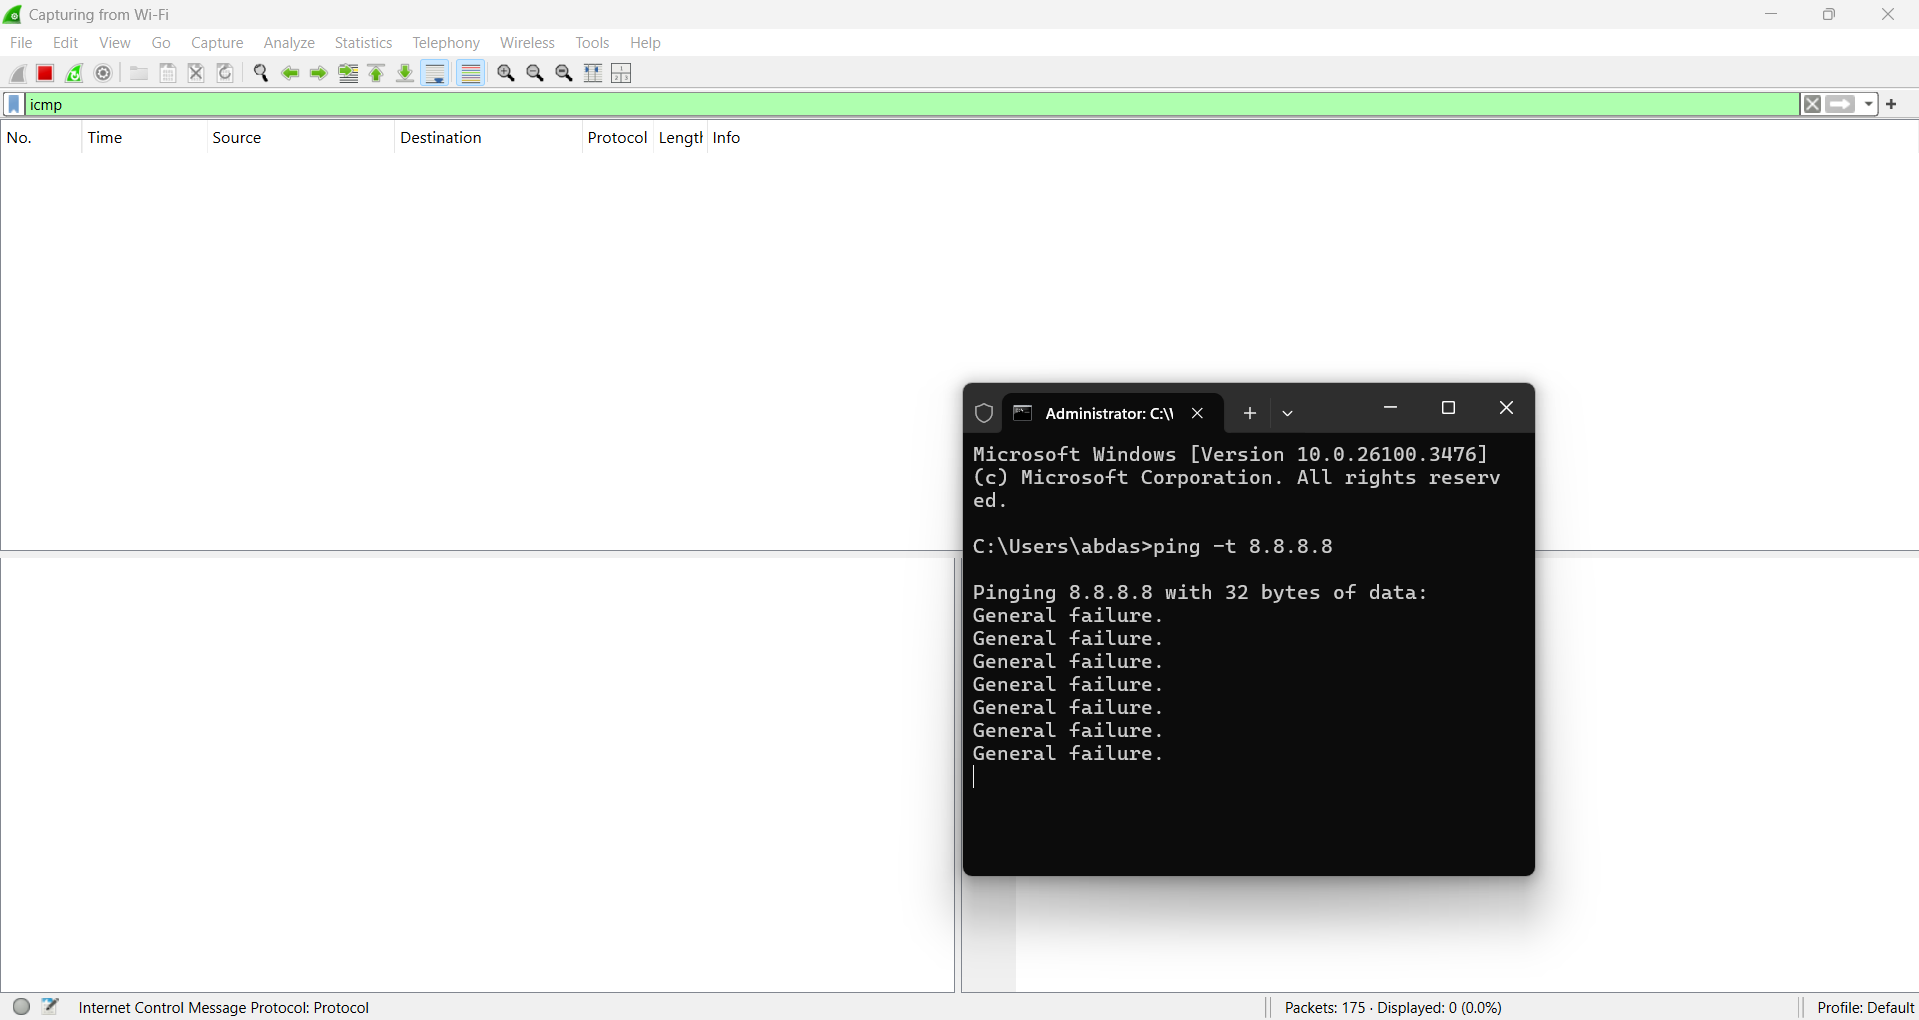 Capturing from Wi-Fi
File Edit View Go Capture Analyze Statistics Telephony Wireless Tools Help
icmp
No. Time Source Destination Protocol Length Info
Administrator: C:\\
Microsoft Windows [Version 10.0.26100.3476]
(c) Microsoft Corporation. All rights reserv
ed.
C:\Users\abdas>ping -t 8.8.8.8
Pinging 8.8.8.8 with 32 bytes of data:
General failure.
General failure.
General failure.
General failure.
General failure.
General failure.
General failure.
Internet Control Message Protocol: Protocol
Packets: 175 · Displayed: 0 (0.0%)
Profile: Default